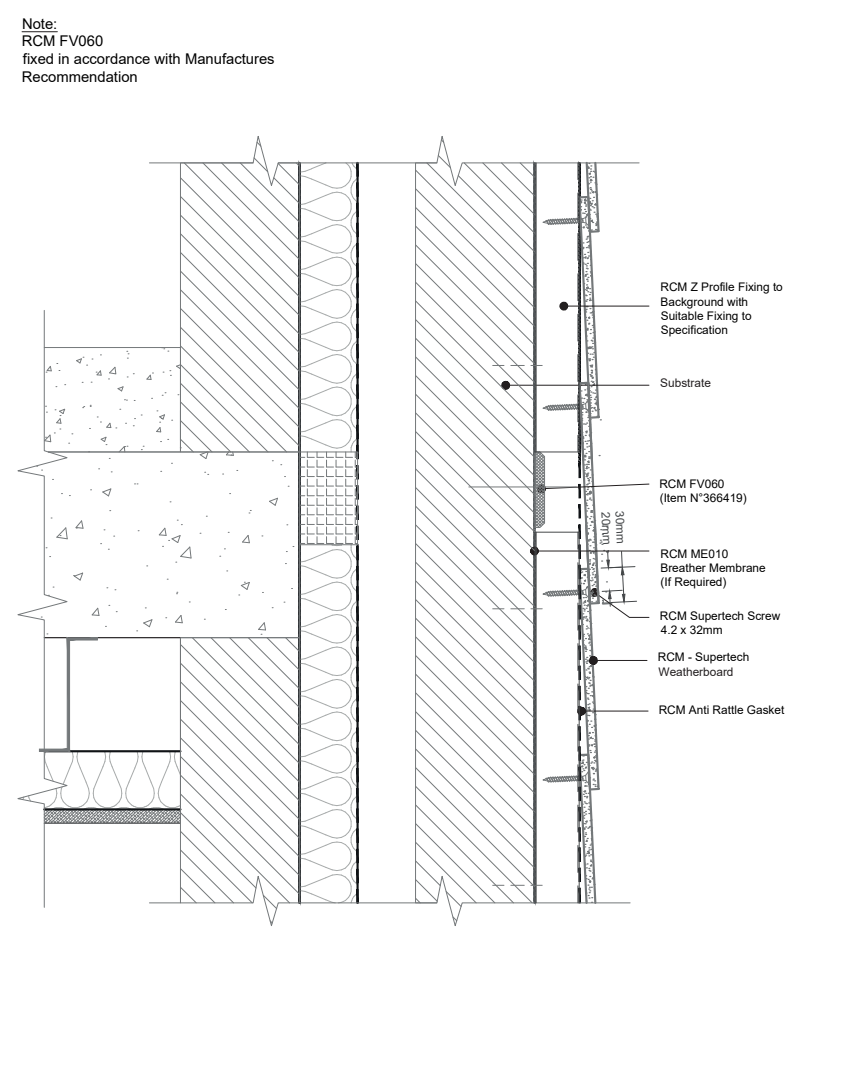 Note:
RCM FV060
fixed in accordance with Manufactures
Recommendation
RCM Z Profile Fixing to
Background with
Suitable Fixing to
Specification
Substrate
RCM FV060
(Item N°366419)
30mm
20mm
RCM ME010
Breather Membrane
(If Required)
RCM Supertech Screw
4.2 x 32mm
RCM - Supertech
Weatherboard
RCM Anti Rattle Gasket